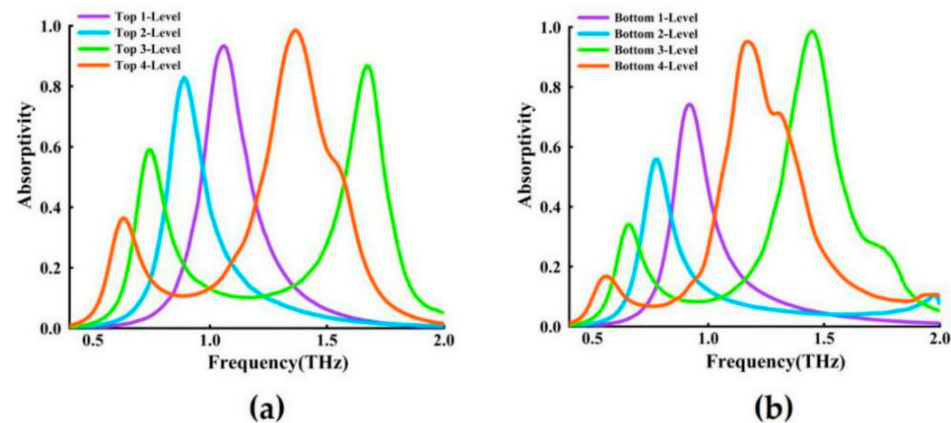 Top 1-Level
Top 2-Level
Top 3-Level
Top 4-Level
1.0
0.8
0.6
0.4
0.2
0.0
Absorptivity
0.5
1.0
1.5
2.0
Frequency(THz)
(a)
Bottom 1-Level
Bottom 2-Level
Bottom 3-Level
Bottom 4-Level
1.0
0.8
0.6
0.4
0.2
0.0
Absorptivity
0.5
1.0
1.5
2.0
Frequency(THz)
(b)